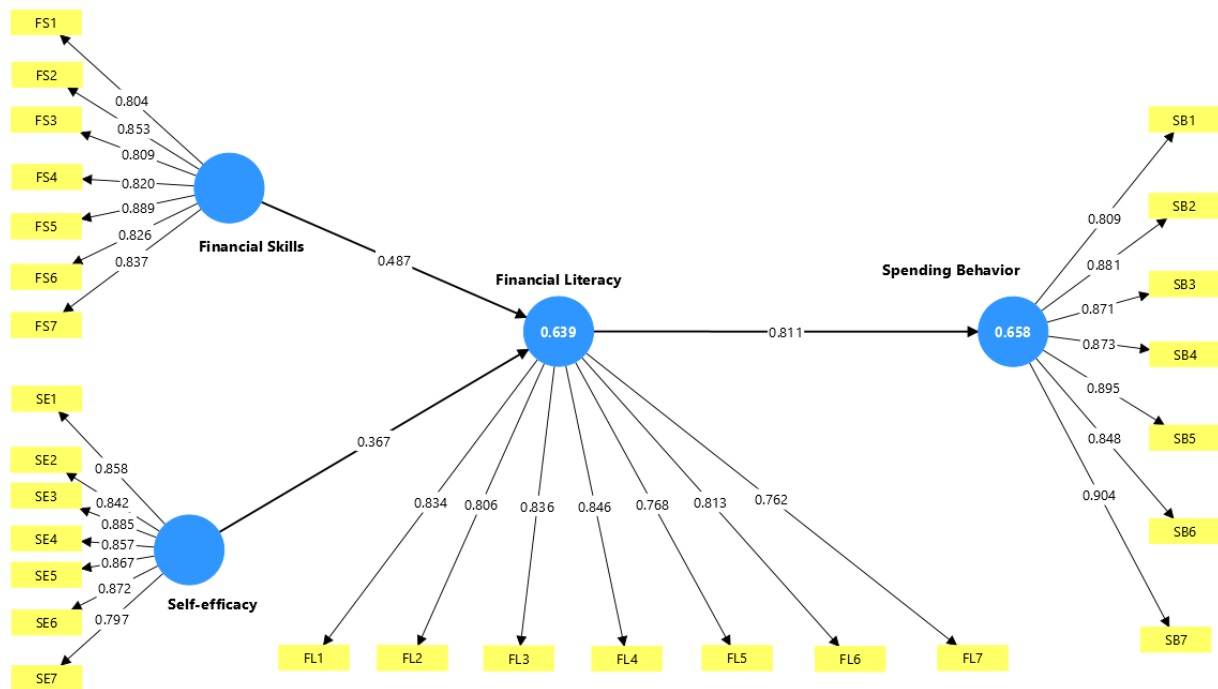 FS1
FS2
FS3
FS4
FS5
FS6
FS7
0.804
0.853
0.809
0.820
0.889
0.826
0.837
Financial Skills
0.487
SE1
SE2
SE3
SE4
SE5
SE6
SE7
0.858
0.842
0.885
0.857
0.867
0.872
0.797
Self-efficacy
0.367
Financial Literacy
0.639
0.811
0.834
0.806
0.836
0.846
0.768
0.813
0.762
FL1
FL2
FL3
FL4
FL5
FL6
FL7
Spending Behavior
0.658
0.809
0.881
0.871
0.873
0.895
0.848
0.904
SB1
SB2
SB3
SB4
SB5
SB6
SB7